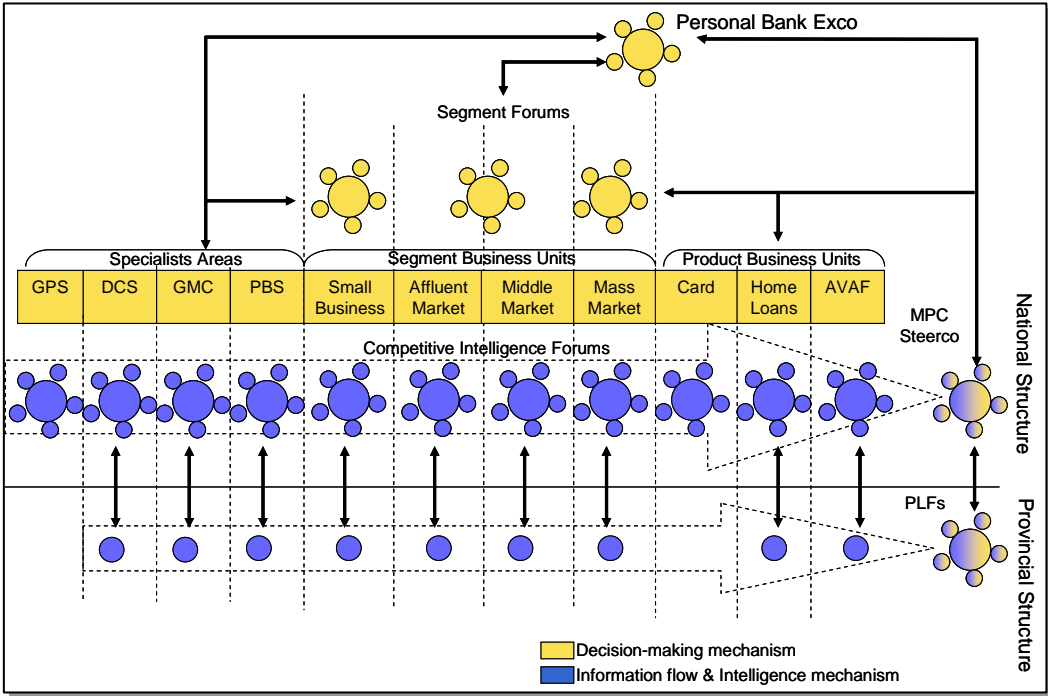 Personal Bank Exco
Segment Forums
Specialists Areas
Segment Business Units
Product Business Units
GPS
DCS
GMC
PBS
Small
Business
Affluent
Market
Middle
Market
Mass
Market
Card
Home
Loans
AVAF
MPC
Steerco
Competitive Intelligence Forums
National Structure
PLFs
Provincial Structure
Decision-making mechanism
Information flow & Intelligence mechanism